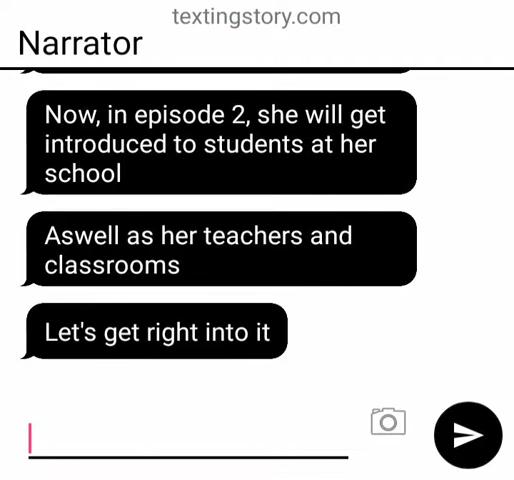 textingstory.com
Narrator
Now, in episode 2, she will get
introduced to students at her
school
Aswell as her teachers and
classrooms
Let's get right into it